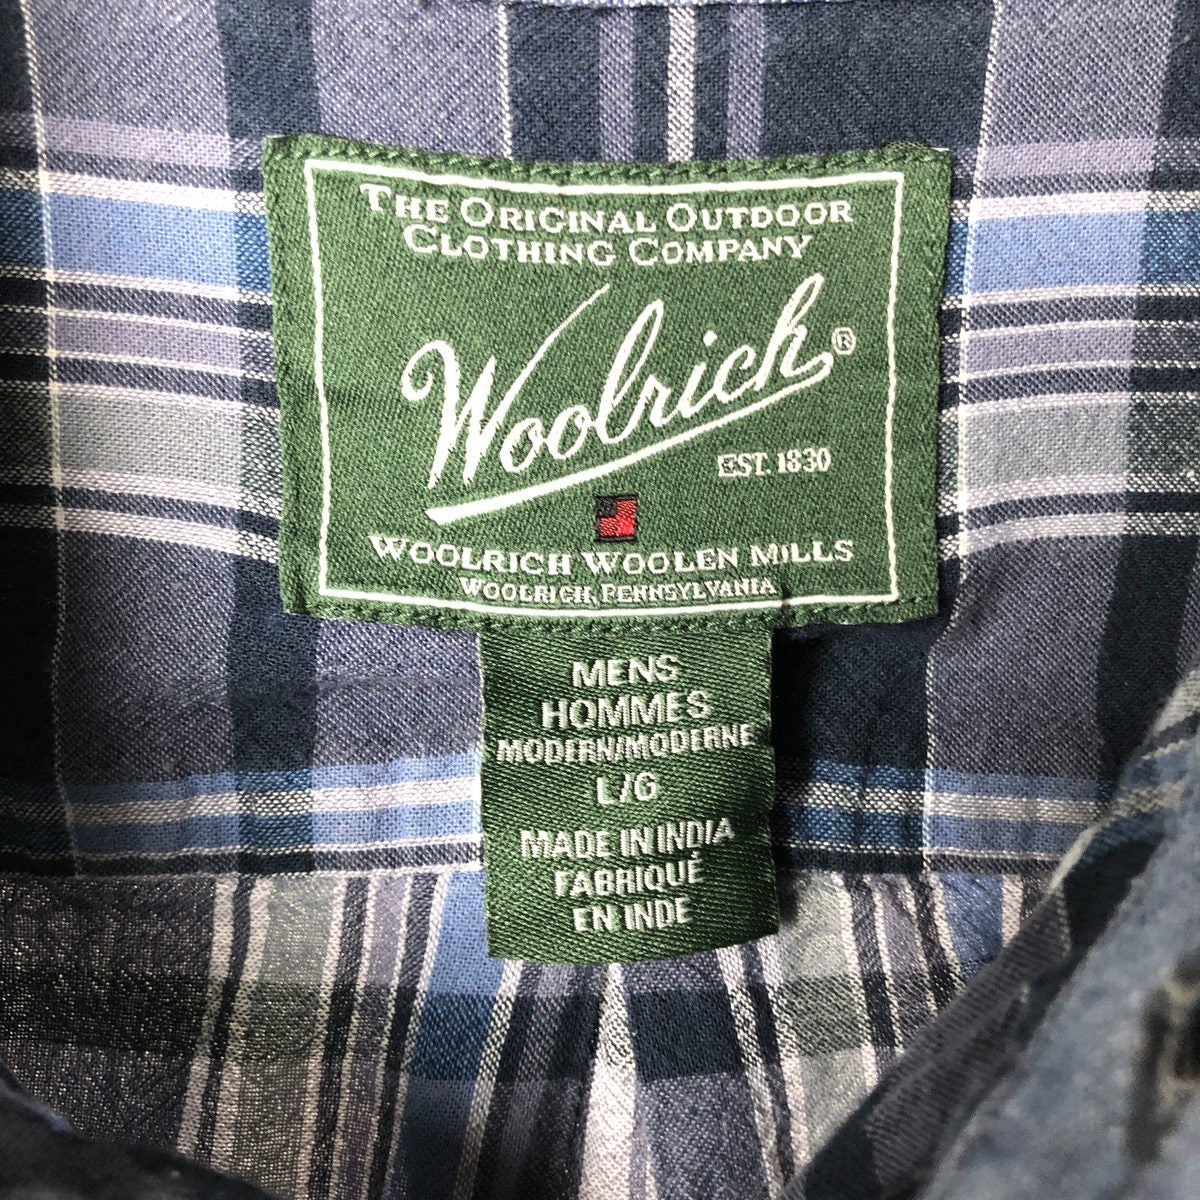 THE ORIGINAL OUTDOOR
CLOTHING COMPANY
Woolrich®
EST. 1830
WOOLRICH WOOLEN MILLS
WOOLRICH, PENNSYLVANIA
MENS
HOMMES
MODERN/MODERNE
L/G
MADE IN INDIA
FABRIQUÉ
EN INDE